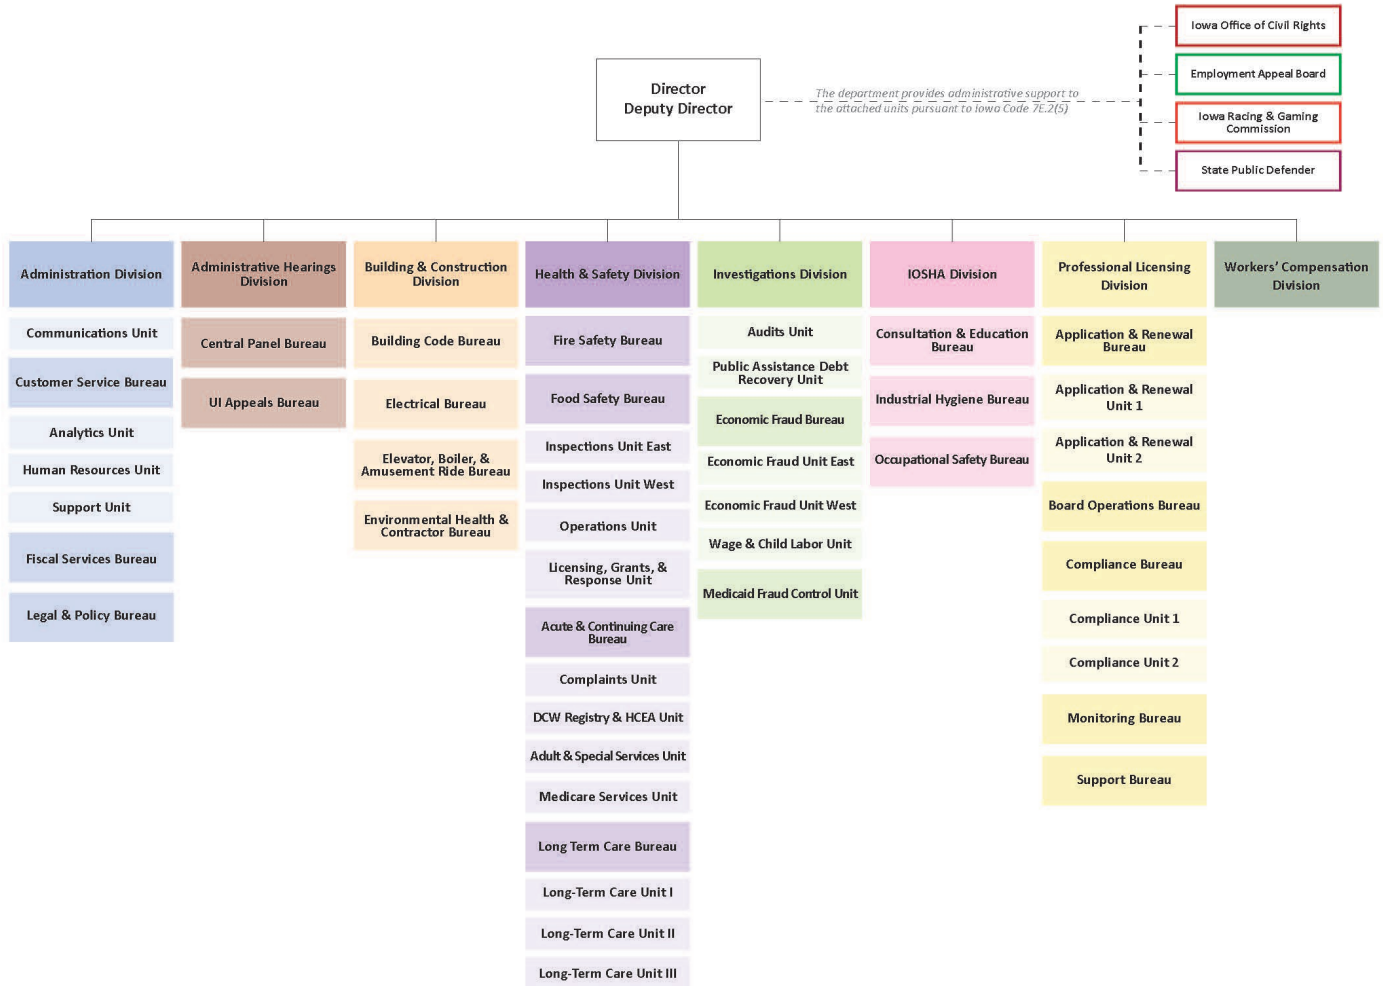 Iowa Office of Civil Rights
Employment Appeal Board
Iowa Racing & Gaming
Commission
State Public Defender
Director
Deputy Director
The department provides administrative support to
the attached units pursuant to Iowa Code 7E.2(5)
Administration Division
Communications Unit
Customer Service Bureau
Analytics Unit
Human Resources Unit
Support Unit
Fiscal Services Bureau
Legal & Policy Bureau
Administrative Hearings
Division
Central Panel Bureau
UI Appeals Bureau
Building & Construction
Division
Building Code Bureau
Electrical Bureau
Elevator, Boiler, &
Amusement Ride Bureau
Environmental Health &
Contractor Bureau
Health & Safety Division
Fire Safety Bureau
Food Safety Bureau
Inspections Unit East
Inspections Unit West
Operations Unit
Licensing, Grants, &
Response Unit
Acute & Continuing Care
Bureau
Complaints Unit
DCW Registry & HCEA Unit
Adult & Special Services Unit
Medicare Services Unit
Long Term Care Bureau
Long-Term Care Unit I
Long-Term Care Unit II
Long-Term Care Unit III
Investigations Division
Audits Unit
Public Assistance Debt
Recovery Unit
Economic Fraud Bureau
Economic Fraud Unit East
Economic Fraud Unit West
Wage & Child Labor Unit
Medicaid Fraud Control Unit
IOSHA Division
Consultation & Education
Bureau
Industrial Hygiene Bureau
Occupational Safety Bureau
Professional Licensing
Division
Application & Renewal
Bureau
Application & Renewal
Unit 1
Application & Renewal
Unit 2
Board Operations Bureau
Compliance Bureau
Compliance Unit 1
Compliance Unit 2
Monitoring Bureau
Support Bureau
Workers' Compensation
Division